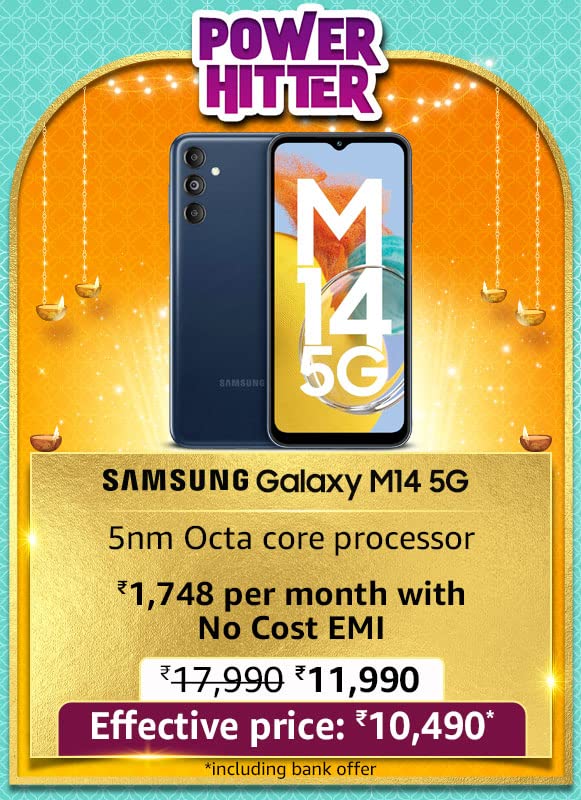 POWER
HITTER
SAMSUNG
M
14
5G
SAMSUNG Galaxy M14 5G
5nm Octa core processor
₹1,748 per month with
No Cost EMI
₹17,990 ₹11,990
Effective price: ₹10,490*
*including bank offer